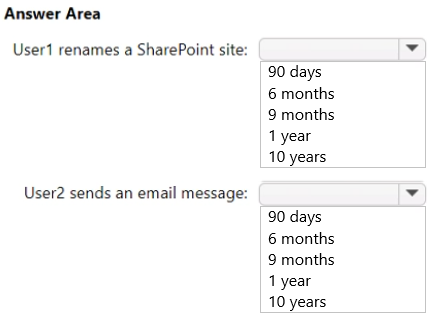 Answer Area
User1 renames a SharePoint site:
90 days
6 months
9 months
1 year
10 years
User2 sends an email message:
90 days
6 months
9 months
1 year
10 years